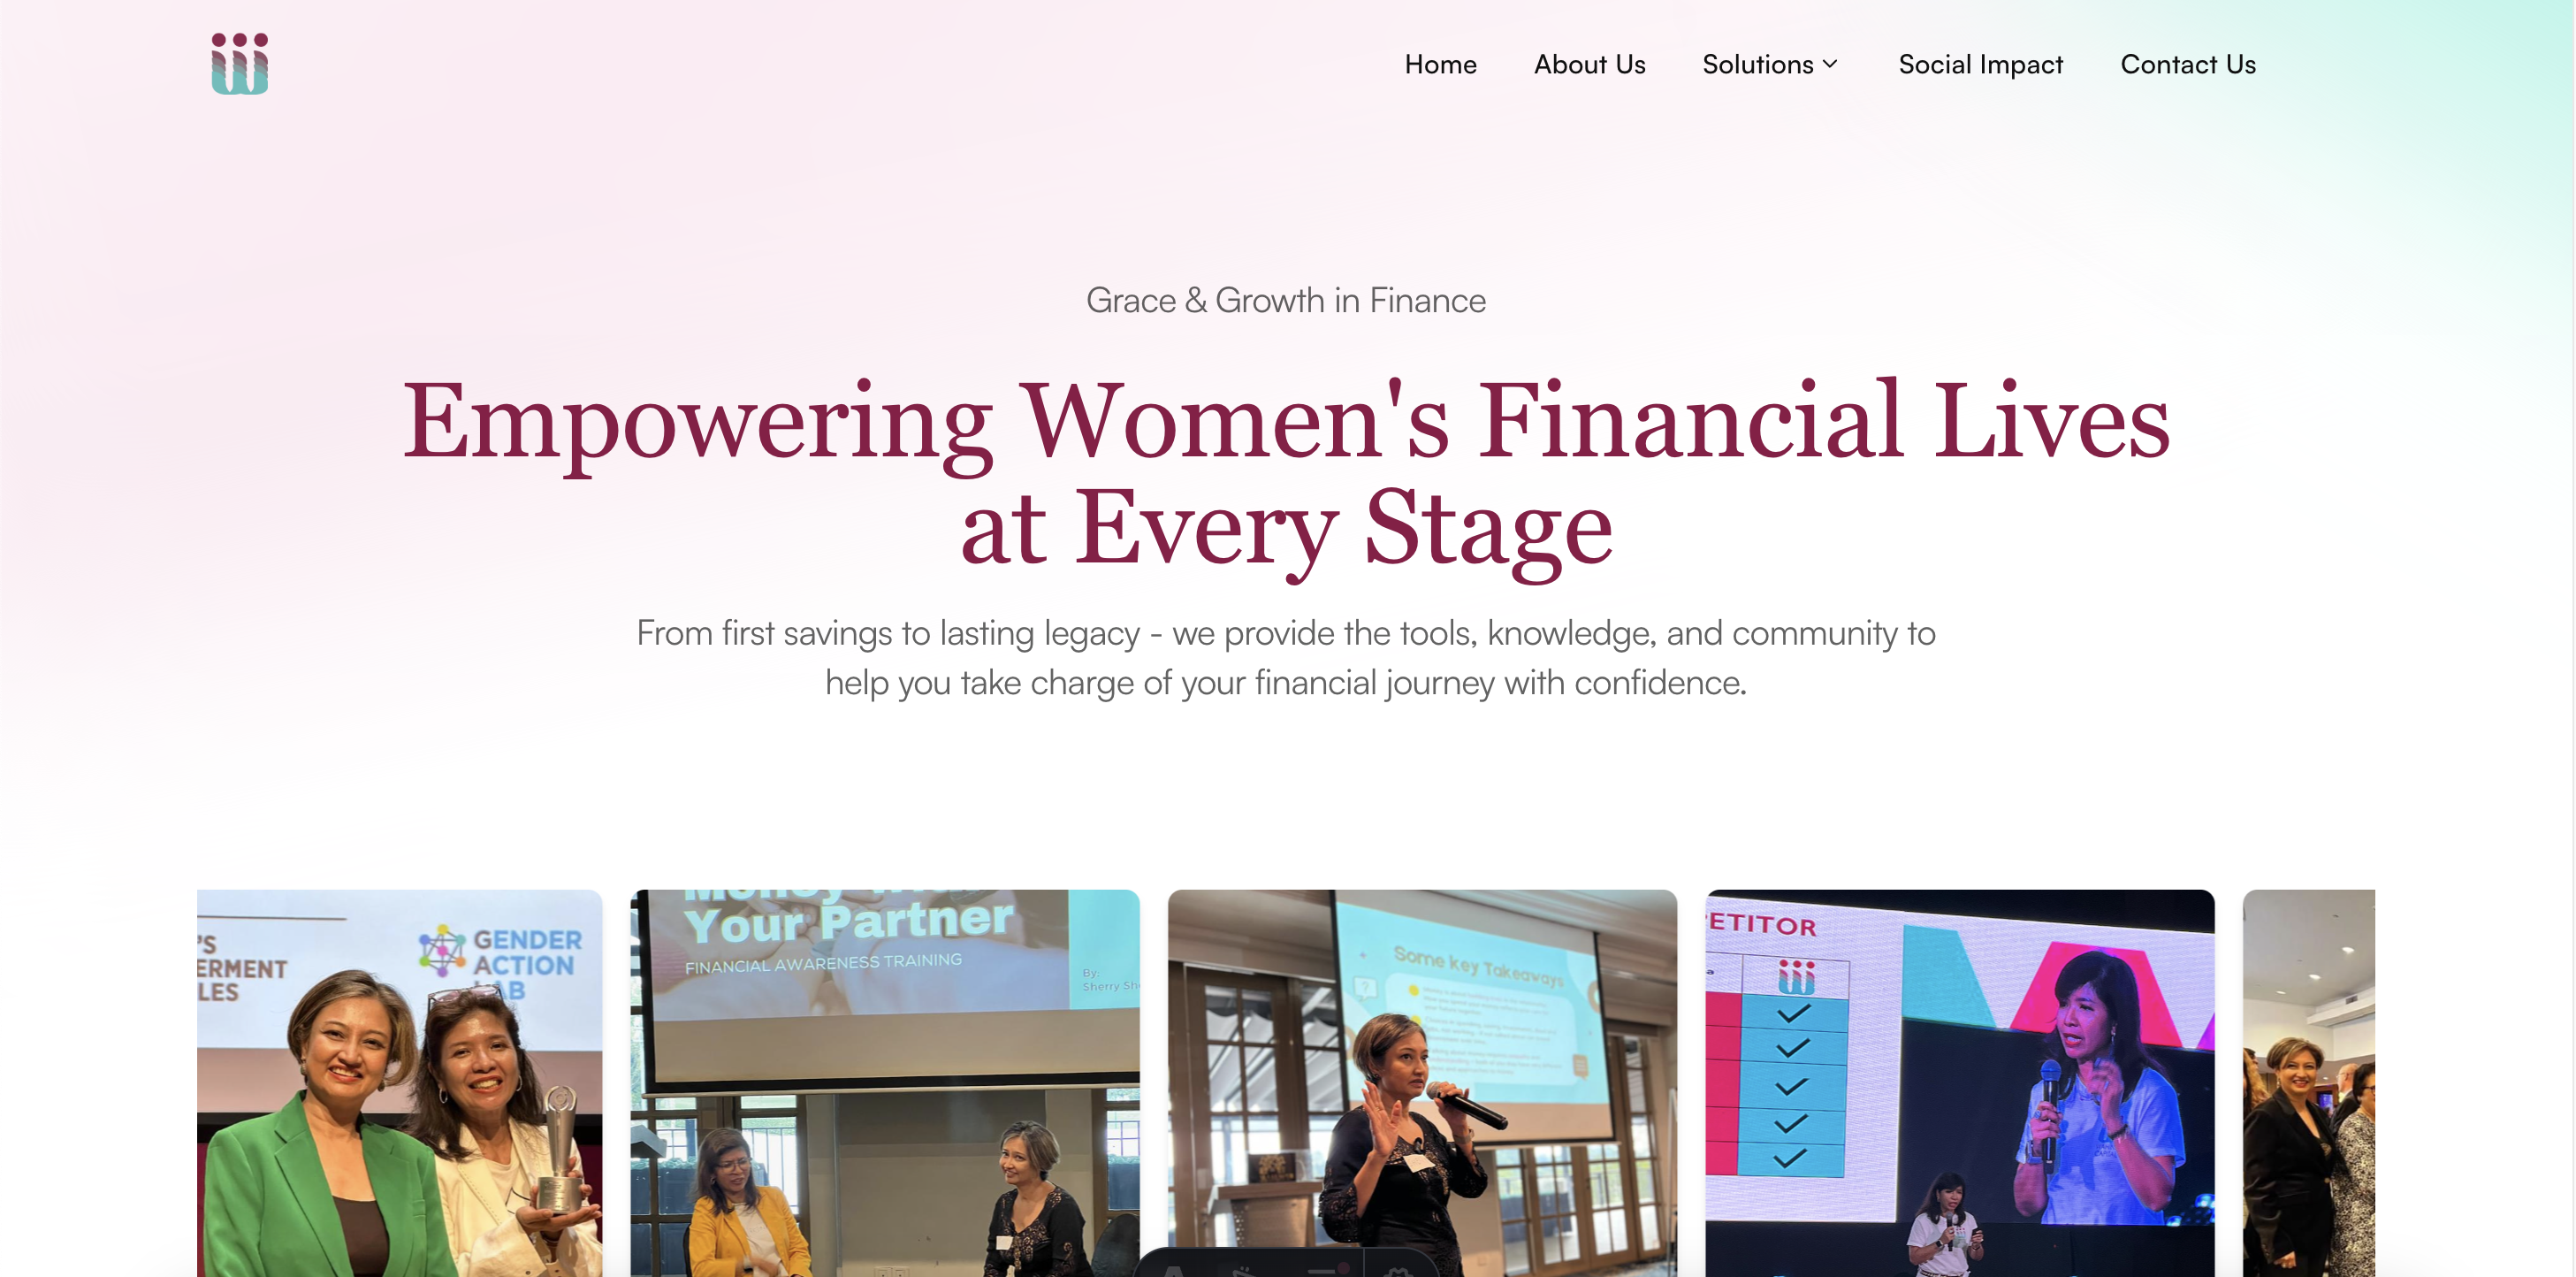 Home About Us Solutions Social Impact Contact Us
Grace & Growth in Finance
Empowering Women's Financial Lives
at Every Stage
From first savings to lasting legacy - we provide the tools, knowledge, and community to
help you take charge of your financial journey with confidence.
'S
ERMENT
LES
GENDER
ACTION
LAB
Money
Your Partner
FINANCIAL AWARENESS TRAINING
By:
Sherry Sh
Some key Takeaways
ETITOR